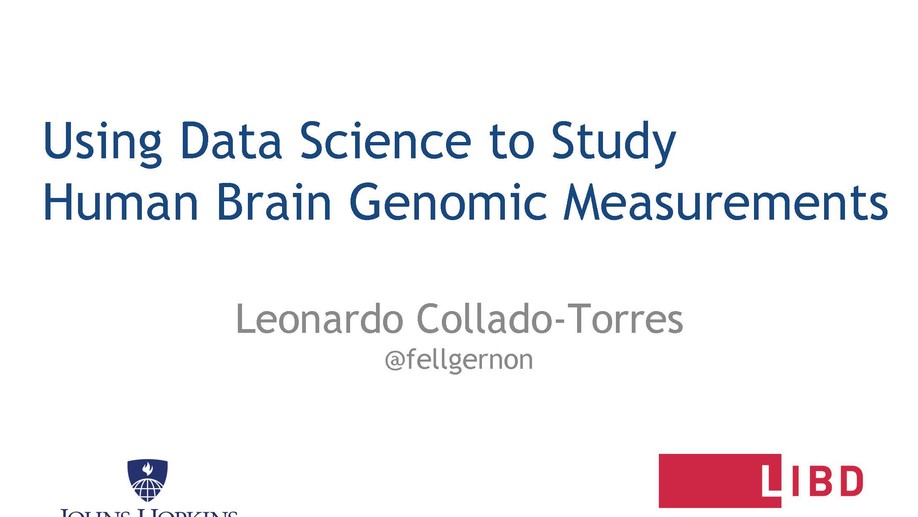 Using Data Science to Study
Human Brain Genomic Measurements
Leonardo Collado-Torres
@fellgernon
JOHNS HOPKINS
LIBD